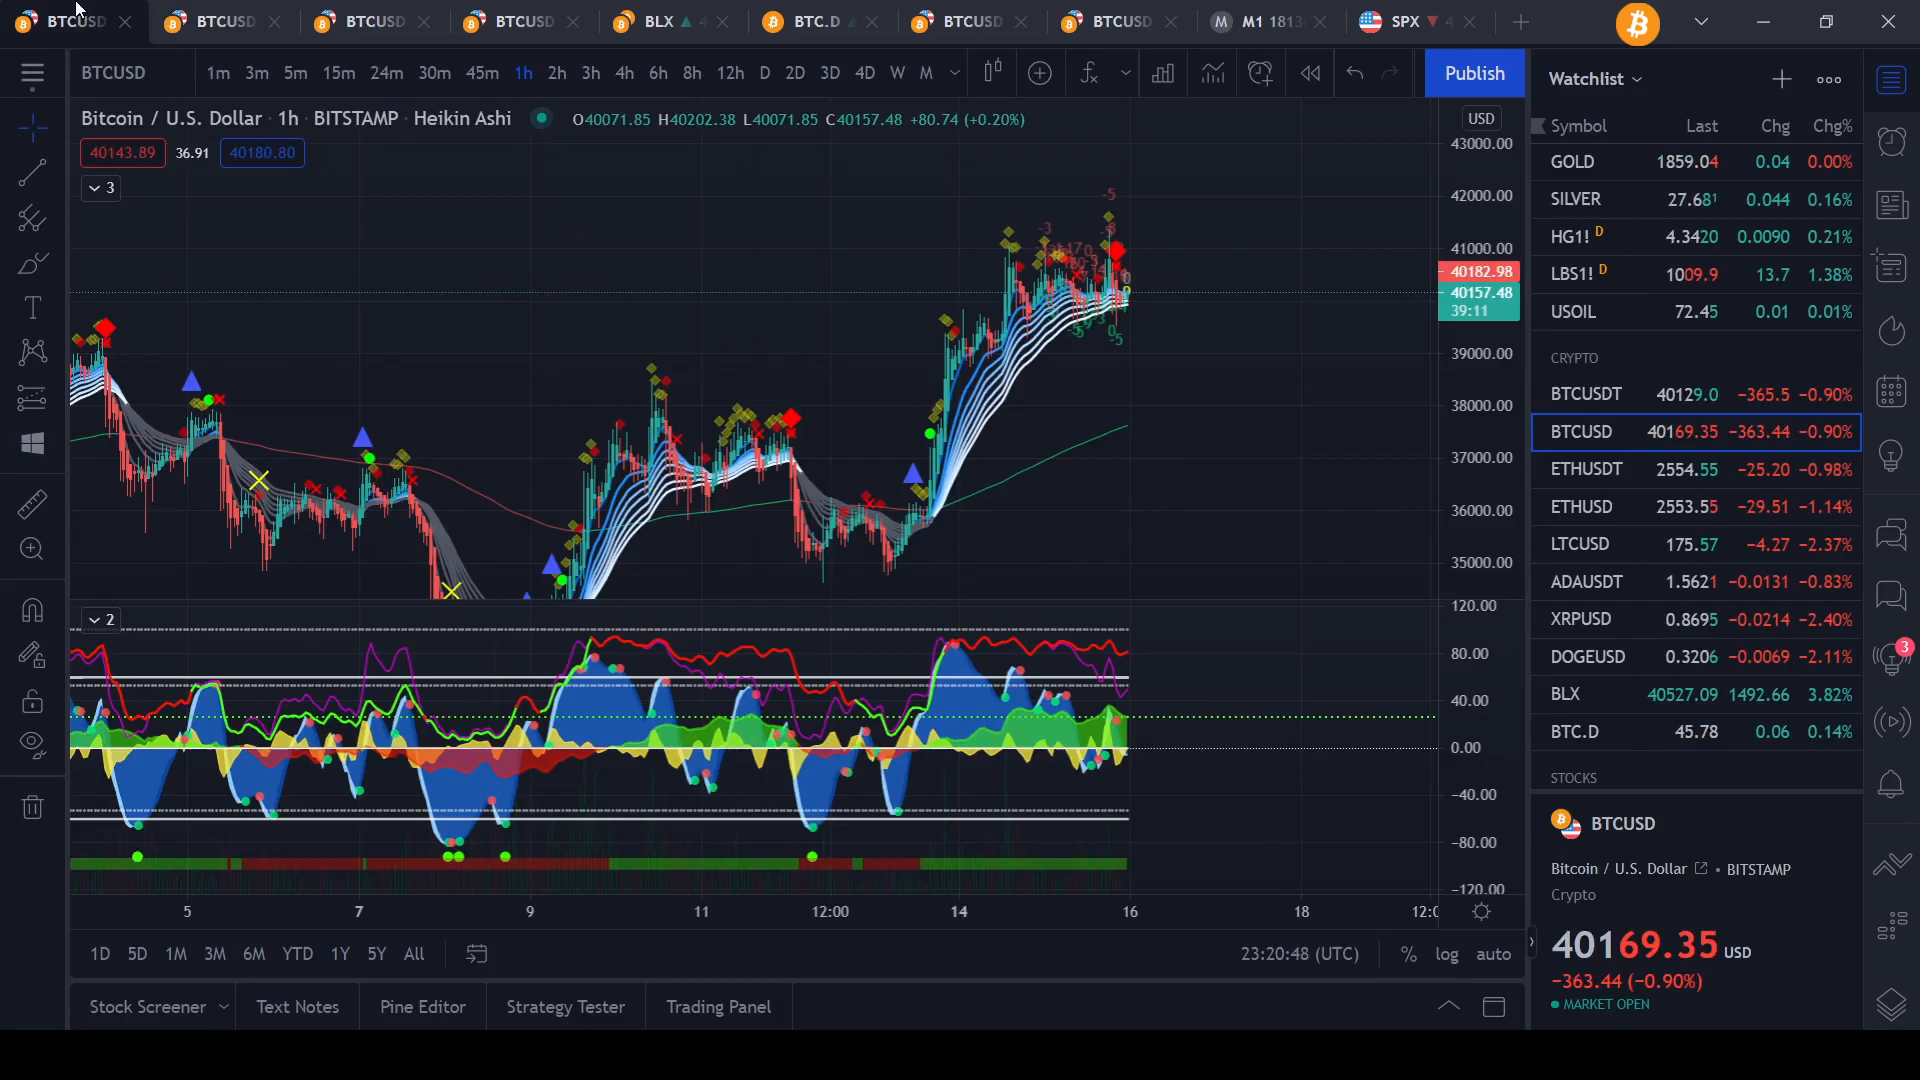 BTCUSD BTCUSD BTCUSD BTCUSD BLX 4 BTC.D BTCUSD BTCUSD M1 1813 SPX 4
BTCUSD 1m 3m 5m 15m 24m 30m 45m 1h 2h 3h 4h 6h 8h 12h D 2D 3D 4D W M Publish
Bitcoin / U.S. Dollar · 1h · BITSTAMP · Heikin Ashi O40071.85 H40202.38 L40071.85 C40157.48 +80.74 (+0.20%)
40143.89 36.91 40180.80
3
USD
43000.00
42000.00
41000.00
40182.98
40157.48
39:11
39000.00
38000.00
37000.00
36000.00
35000.00
2
120.00
80.00
40.00
0.00
−40.00
−80.00
−120.00
5 7 9 11 12:00 14 16 18 12:0
1D 5D 1M 3M 6M YTD 1Y 5Y All 23:20:48 (UTC) % log auto
Stock Screener Text Notes Pine Editor Strategy Tester Trading Panel
Watchlist
Symbol Last Chg Chg%
GOLD 1859.04 0.04 0.00%
SILVER 27.681 0.044 0.16%
HG1! D 4.3420 0.0090 0.21%
LBS1! D 1009.9 13.7 1.38%
USOIL 72.45 0.01 0.01%
CRYPTO
BTCUSDT 40129.0 −365.5 −0.90%
BTCUSD 40169.35 −363.44 −0.90%
ETHUSDT 2554.55 −25.20 −0.98%
ETHUSD 2553.55 −29.51 −1.14%
LTCUSD 175.57 −4.27 −2.37%
ADAUSDT 1.5621 −0.0131 −0.83%
XRPUSD 0.8695 −0.0214 −2.40%
DOGEUSD 0.3206 −0.0069 −2.11%
BLX 40527.09 1492.66 3.82%
BTC.D 45.78 0.06 0.14%
STOCKS
BTCUSD
Bitcoin / U.S. Dollar • BITSTAMP
Crypto
40169.35 USD
−363.44 (−0.90%)
MARKET OPEN
3